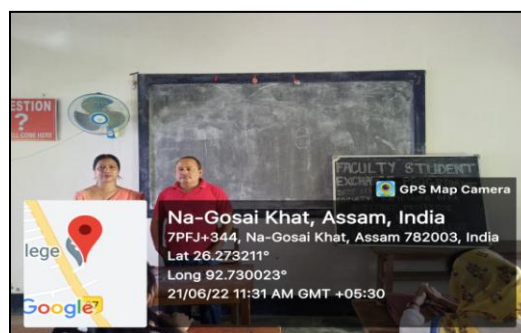 ESTION
?
FACULTY STUDENT
GPS Map Camera
lege
Google
Na-Gosai Khat, Assam, India
7PFJ+344, Na-Gosai Khat, Assam 782003, India
Lat 26.273211°
Long 92.730023°
21/06/22 11:31 AM GMT +05:30